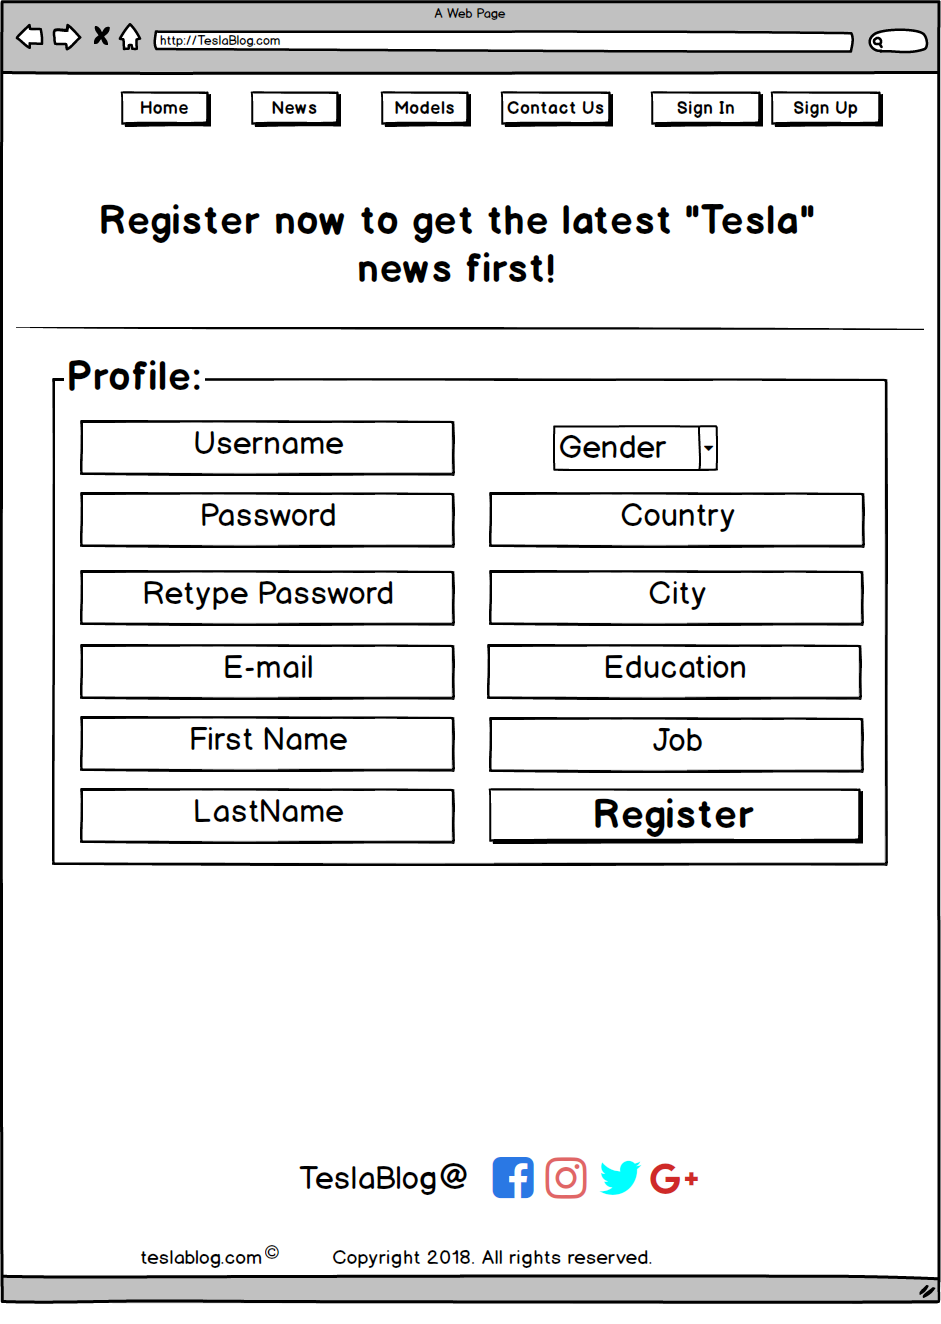 A Web Page
http://TeslaBlog.com
Home News Models Contact Us Sign In Sign Up
Register now to get the latest "Tesla"
news first!
Profile:
Username Gender
Password Country
Retype Password City
E-mail Education
First Name Job
LastName Register
TeslaBlog@ f G+
teslablog.com© Copyright 2018. All rights reserved.